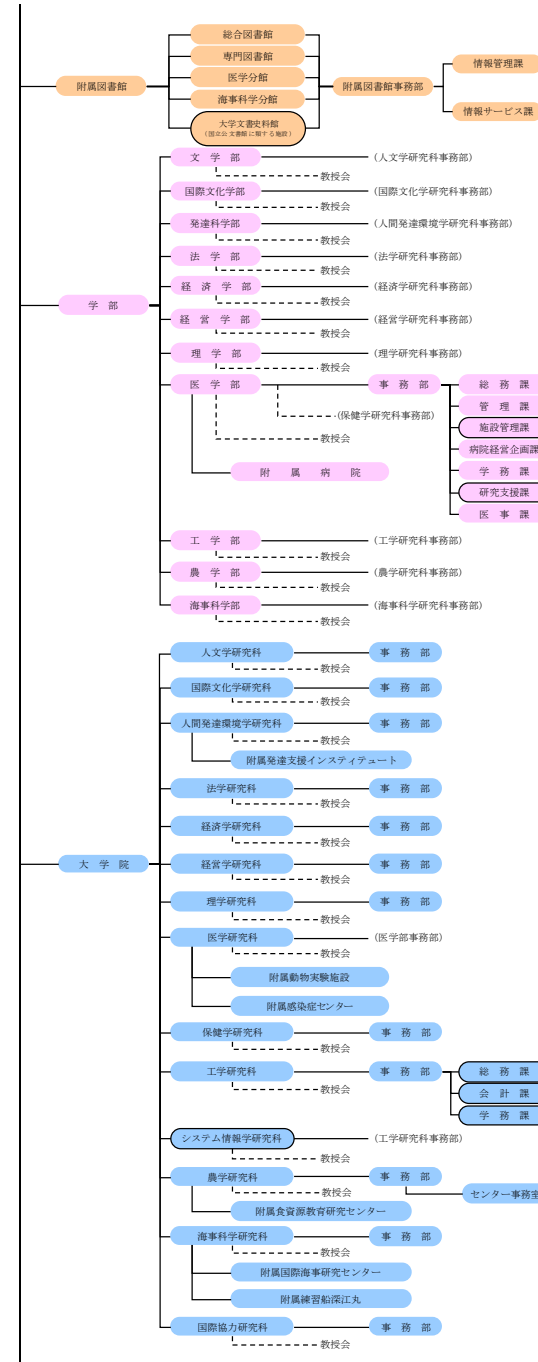 総合図書館
専門図書館
附属図書館
医学分館
海事科学分館
大学文書史料館
(国立公文書館に類する施設)
附属図書館事務部
情報管理課
情報サービス課
学部
文学部
(人文学研究科事務部)
教授会
国際文化学部
(国際文化学研究科事務部)
教授会
発達科学部
(人間発達環境学研究科事務部)
教授会
法学部
(法学研究科事務部)
教授会
経済学部
(経済学研究科事務部)
教授会
経営学部
(経営学研究科事務部)
教授会
理学部
(理学研究科事務部)
教授会
医学部
事務部
総務課
管理課
(保健学研究科事務部)
施設管理課
教授会
病院経営企画課
附属病院
学務課
研究支援課
医事課
工学部
(工学研究科事務部)
教授会
農学部
(農学研究科事務部)
教授会
海事科学部
(海事科学研究科事務部)
教授会
大学院
人文学研究科
事務部
教授会
国際文化学研究科
事務部
教授会
人間発達環境学研究科
事務部
教授会
附属発達支援インスティテュート
法学研究科
事務部
教授会
経済学研究科
事務部
教授会
経営学研究科
事務部
教授会
理学研究科
事務部
教授会
医学研究科
(医学部事務部)
教授会
附属動物実験施設
附属感染症センター
保健学研究科
事務部
教授会
工学研究科
事務部
総務課
教授会
会計課
学務課
システム情報学研究科
(工学研究科事務部)
教授会
農学研究科
事務部
教授会
センター事務室
附属食資源教育研究センター
海事科学研究科
事務部
教授会
附属国際海事研究センター
附属練習船深江丸
国際協力研究科
事務部
教授会